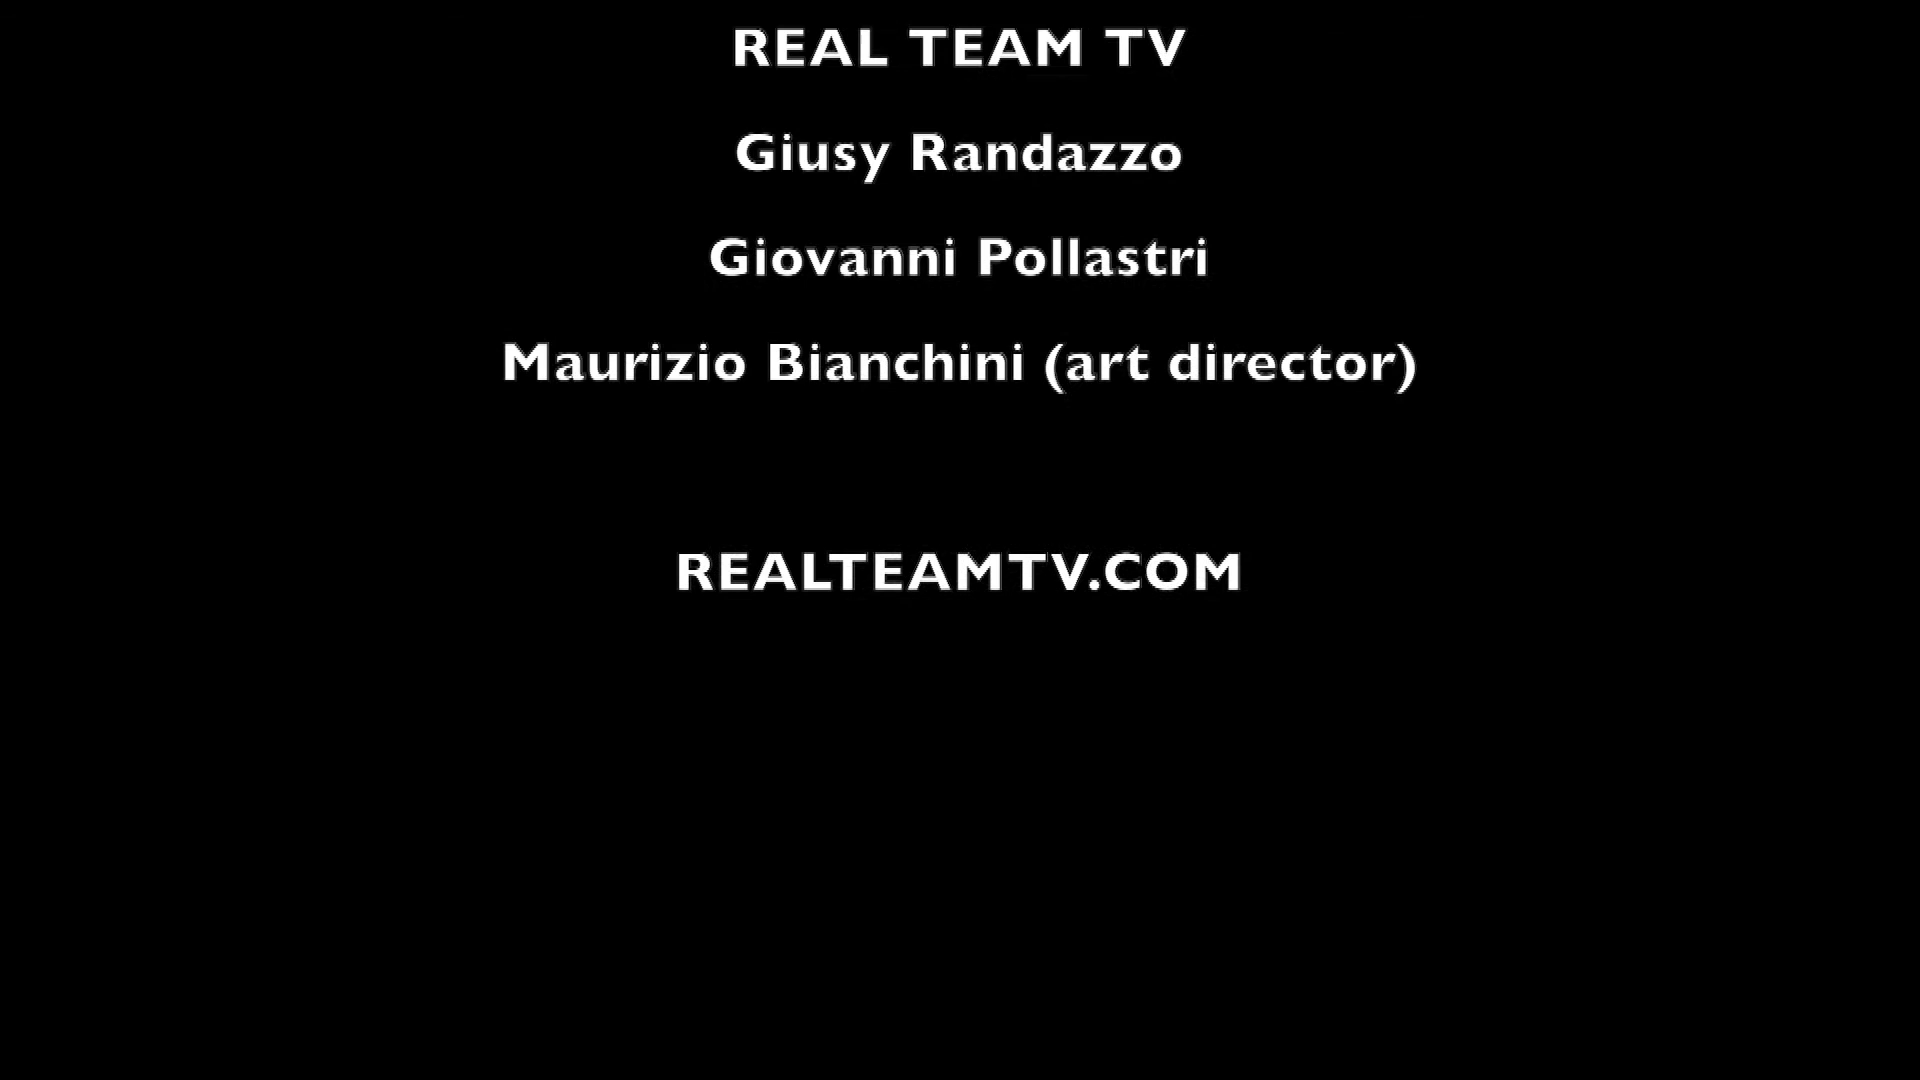 REAL TEAM TV
Giusy Randazzo
Giovanni Pollastri
Maurizio Bianchini (art director)
REALTEAMTV.COM